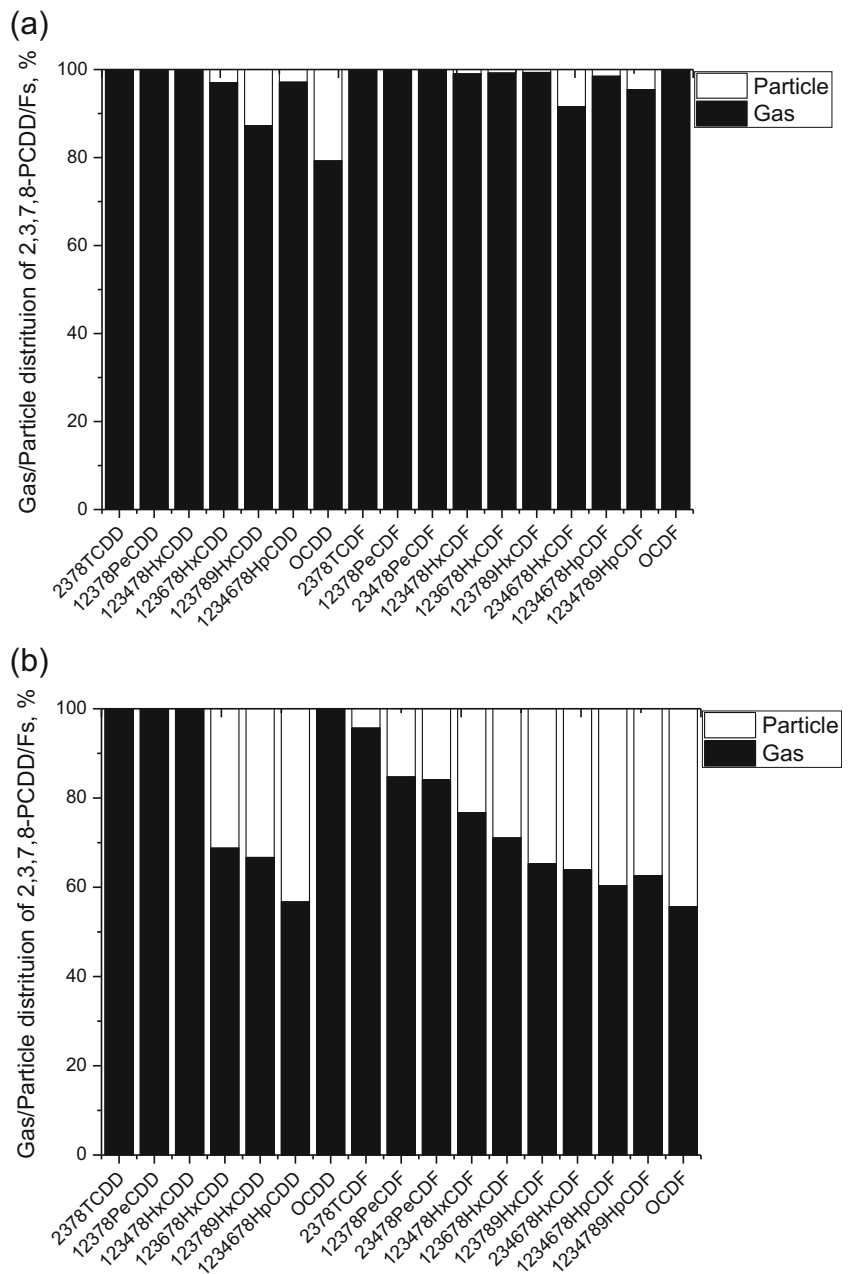 (a)
Gas/Particle distrituion of 2,3,7,8-PCDD/Fs, %
100
80
60
40
20
0
Particle
Gas
2378TCDD
12378PeCDD
123478HxCDD
123678HxCDD
123789HxCDD
1234678HpCDD
OCDD
2378TCDF
12378PeCDF
23478PeCDF
123478HxCDF
123678HxCDF
123789HxCDF
234678HxCDF
1234678HpCDF
1234789HpCDF
OCDF
(b)
Gas/Particle distrituion of 2,3,7,8-PCDD/Fs, %
100
80
60
40
20
0
Particle
Gas
2378TCDD
12378PeCDD
123478HxCDD
123678HxCDD
123789HxCDD
1234678HpCDD
OCDD
2378TCDF
12378PeCDF
23478PeCDF
123478HxCDF
123678HxCDF
123789HxCDF
234678HxCDF
1234678HpCDF
1234789HpCDF
OCDF